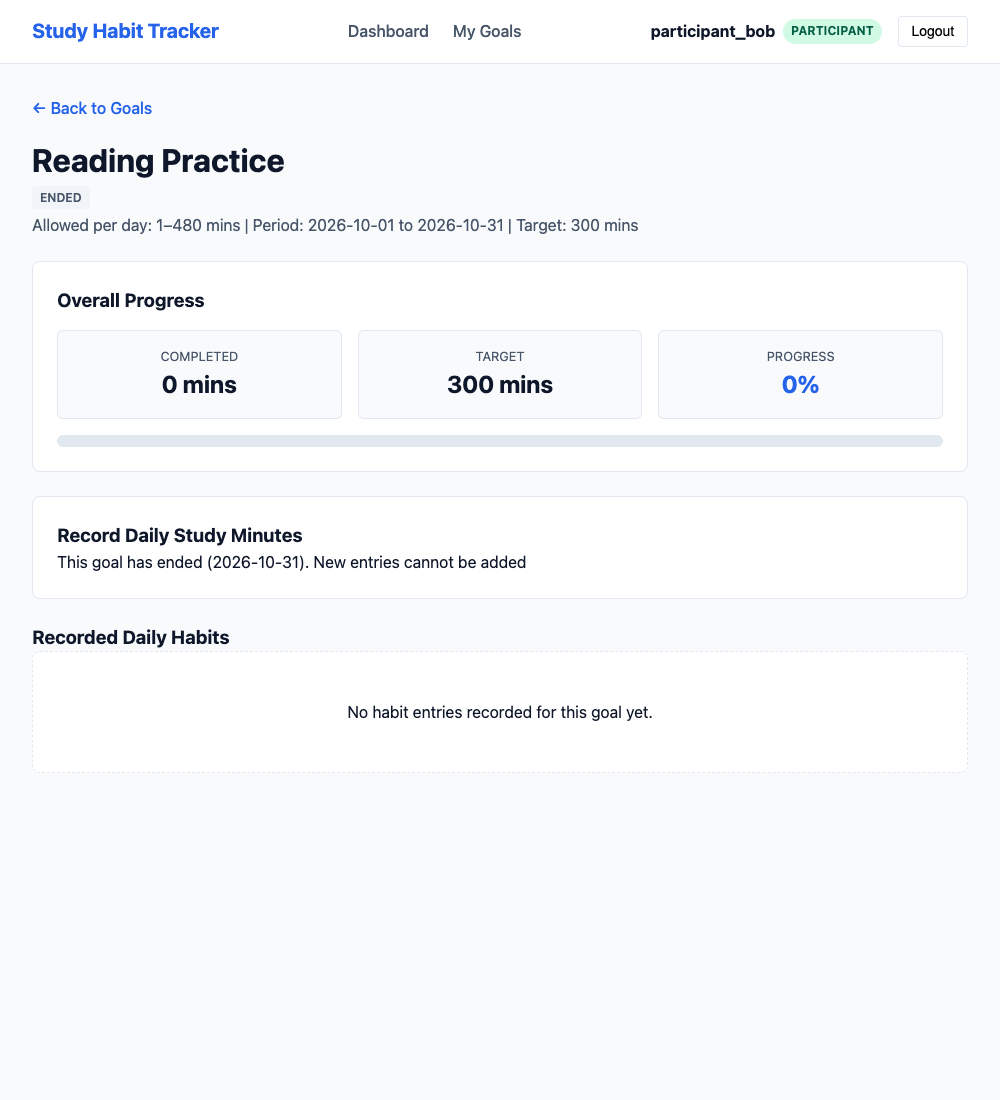 Study Habit Tracker
Dashboard
My Goals
participant_bob
PARTICIPANT
Logout
← Back to Goals
Reading Practice
ENDED
Allowed per day: 1–480 mins | Period: 2026-10-01 to 2026-10-31 | Target: 300 mins
Overall Progress
COMPLETED
0 mins
TARGET
300 mins
PROGRESS
0%
Record Daily Study Minutes
This goal has ended (2026-10-31). New entries cannot be added
Recorded Daily Habits
No habit entries recorded for this goal yet.